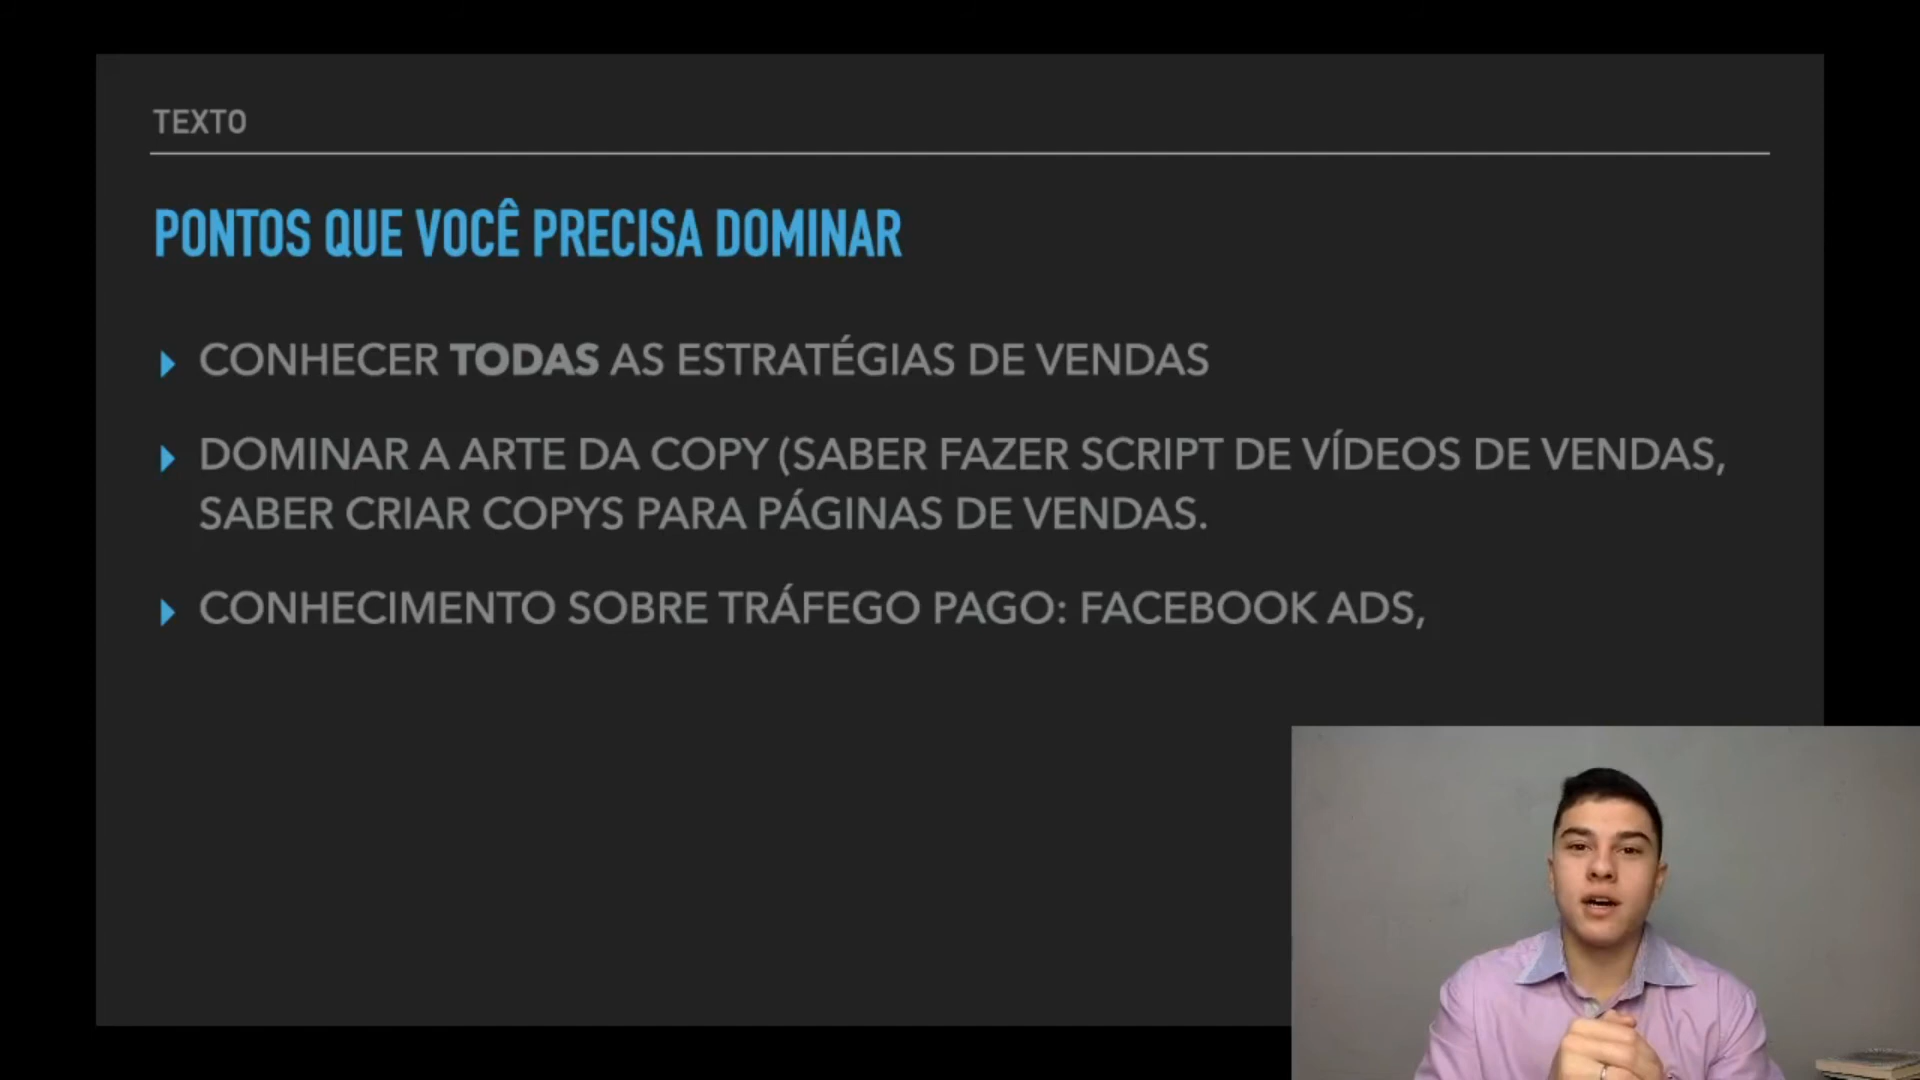 TEXTO
PONTOS QUE VOCÊ PRECISA DOMINAR
CONHECER TODAS AS ESTRATÉGIAS DE VENDAS
DOMINAR A ARTE DA COPY (SABER FAZER SCRIPT DE VÍDEOS DE VENDAS,
SABER CRIAR COPYS PARA PÁGINAS DE VENDAS.
CONHECIMENTO SOBRE TRÁFEGO PAGO: FACEBOOK ADS,